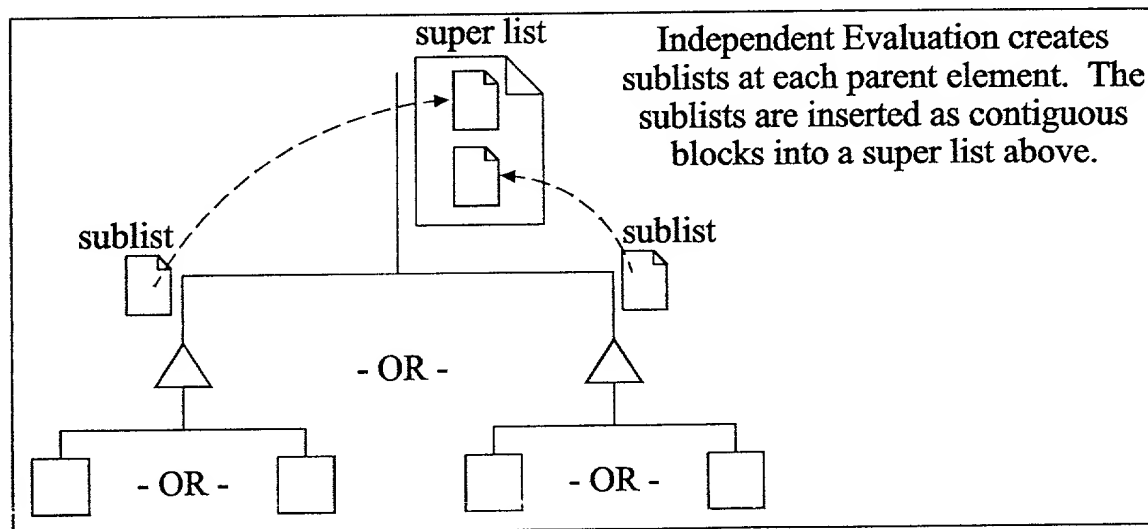 super list
Independent Evaluation creates
sublists at each parent element. The
sublists are inserted as contiguous
blocks into a super list above.
sublist
sublist
- OR -
- OR -
- OR -